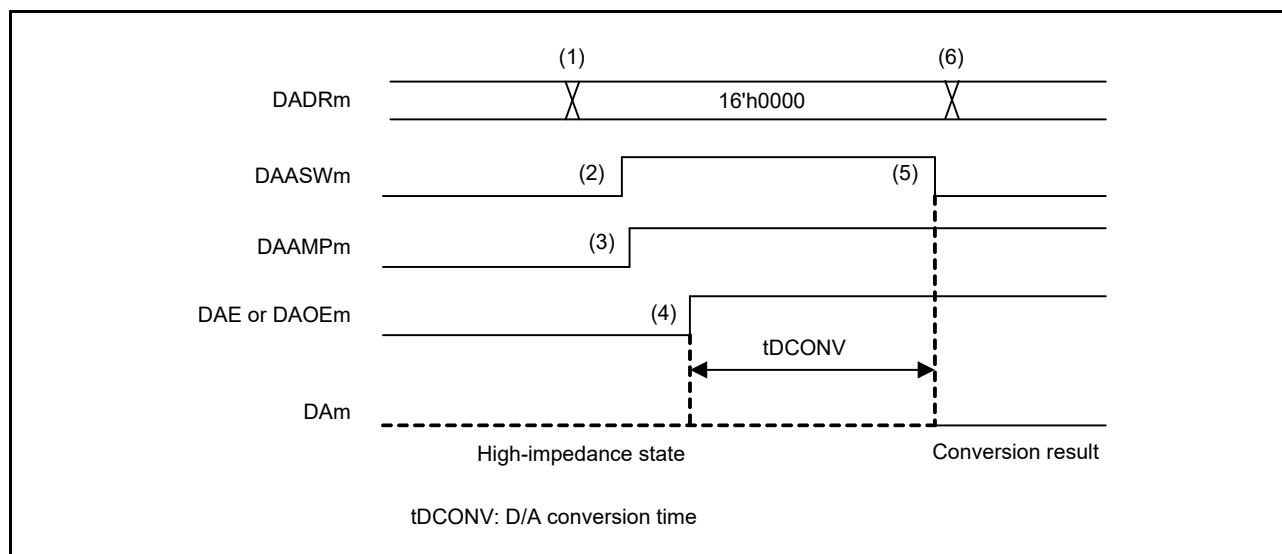 (1) (6)
DADRm 16'h0000
DAASWm (2) (5)
DAAMPm (3)
DAE or DAOEm (4)
tDCONV
DAm
High-impedance state Conversion result
tDCONV: D/A conversion time